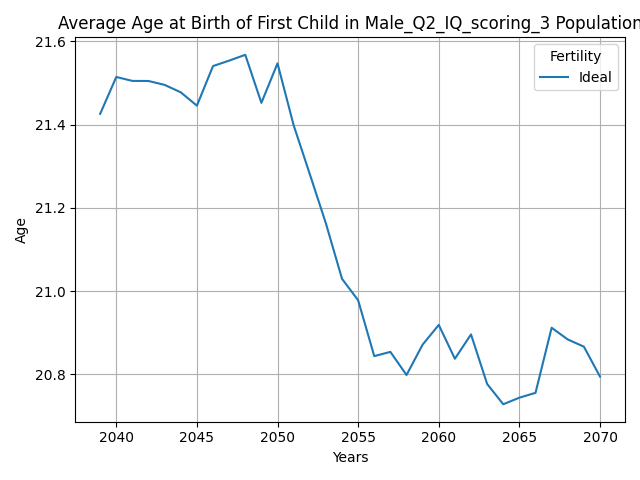 Average Age at Birth of First Child in Male_Q2_IQ_scoring_3 Population
21.6
21.4
21.2
21.0
20.8
Age
Fertility
Ideal
2040 2045 2050 2055 2060 2065 2070
Years